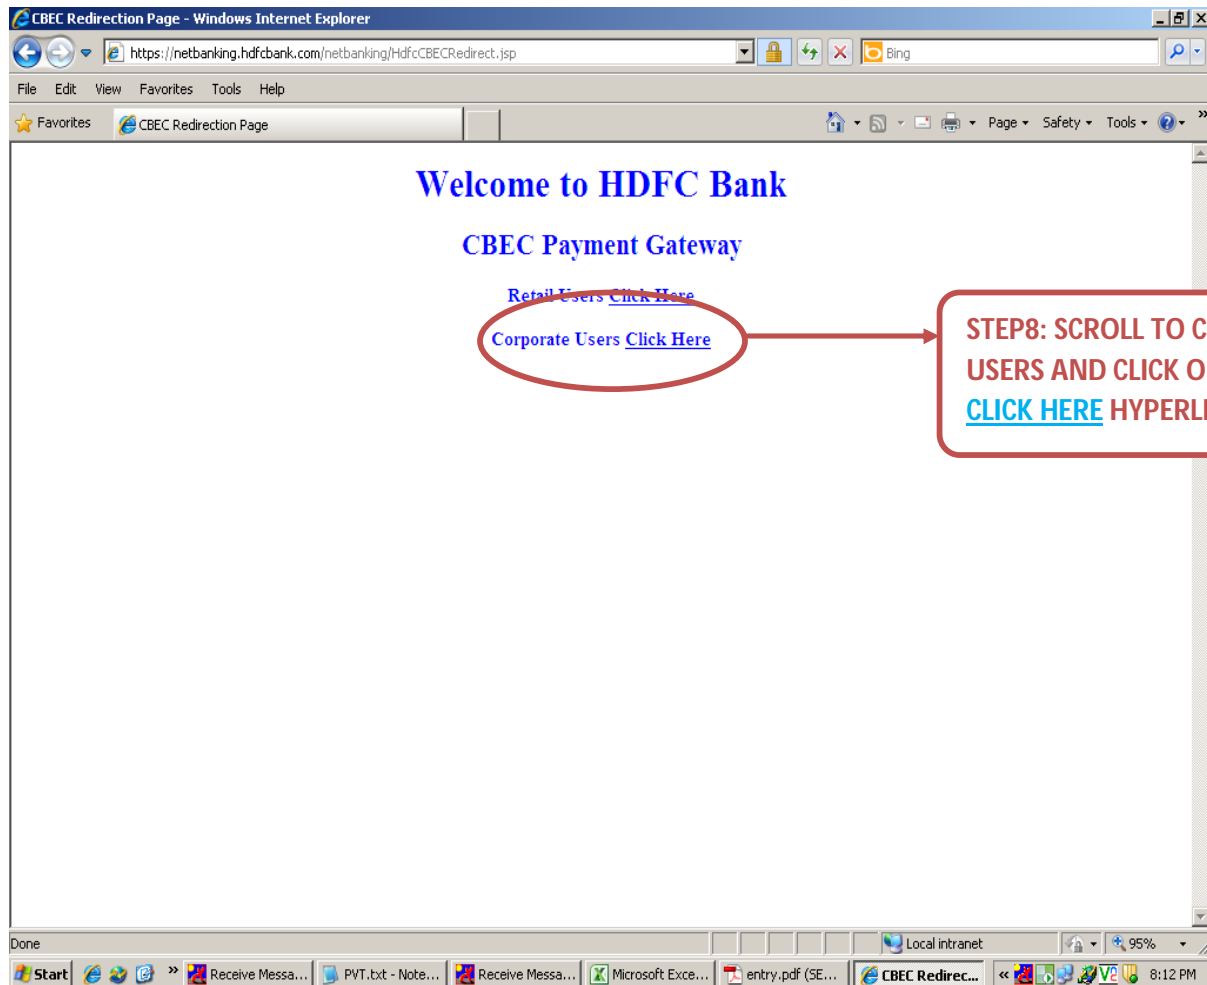 CBEC Redirection Page - Windows Internet Explorer
https://netbanking.hdfcbank.com/netbanking/HdfcCBECRedirect.jsp
Bing
File Edit View Favorites Tools Help
Favorites CBEC Redirection Page Page Safety Tools
Welcome to HDFC Bank
CBEC Payment Gateway
Retail Users Click Here
Corporate Users Click Here
STEP8: SCROLL TO C
USERS AND CLICK O
CLICK HERE HYPERL
Done Local intranet 95%
Start Receive Messa... PVT.txt - Note... Receive Messa... Microsoft Exce... entry.pdf (SE... CBEC Redirec... 8:12 PM